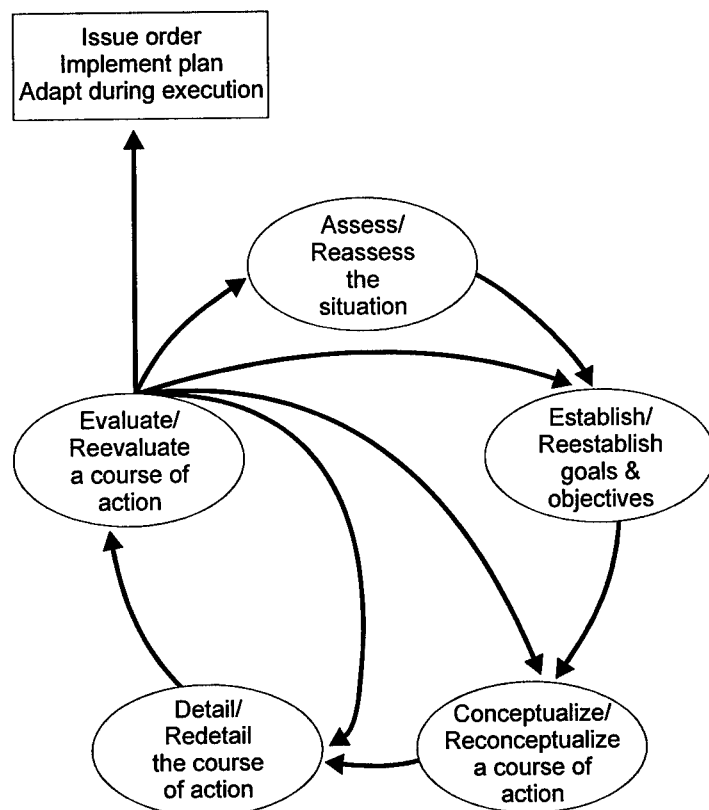 Issue order
Implement plan
Adapt during execution
Assess/
Reassess
the
situation
Evaluate/
Reevaluate
a course of
action
Establish/
Reestablish
goals &
objectives
Detail/
Redetail
the course
of action
Conceptualize/
Reconceptualize
a course of
action